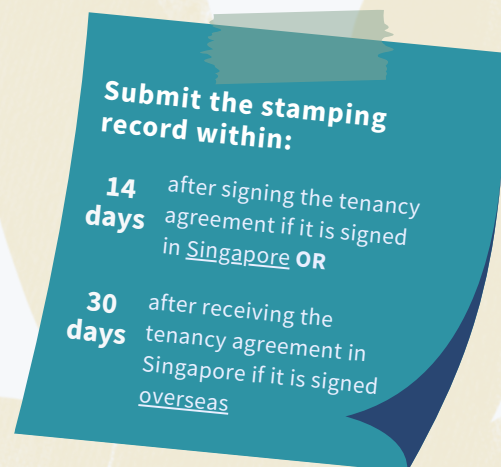 Submit the stamping
record within:
14
days
after signing the tenancy
agreement if it is signed
in Singapore OR
30
days
after receiving the
tenancy agreement in
Singapore if it is signed
overseas